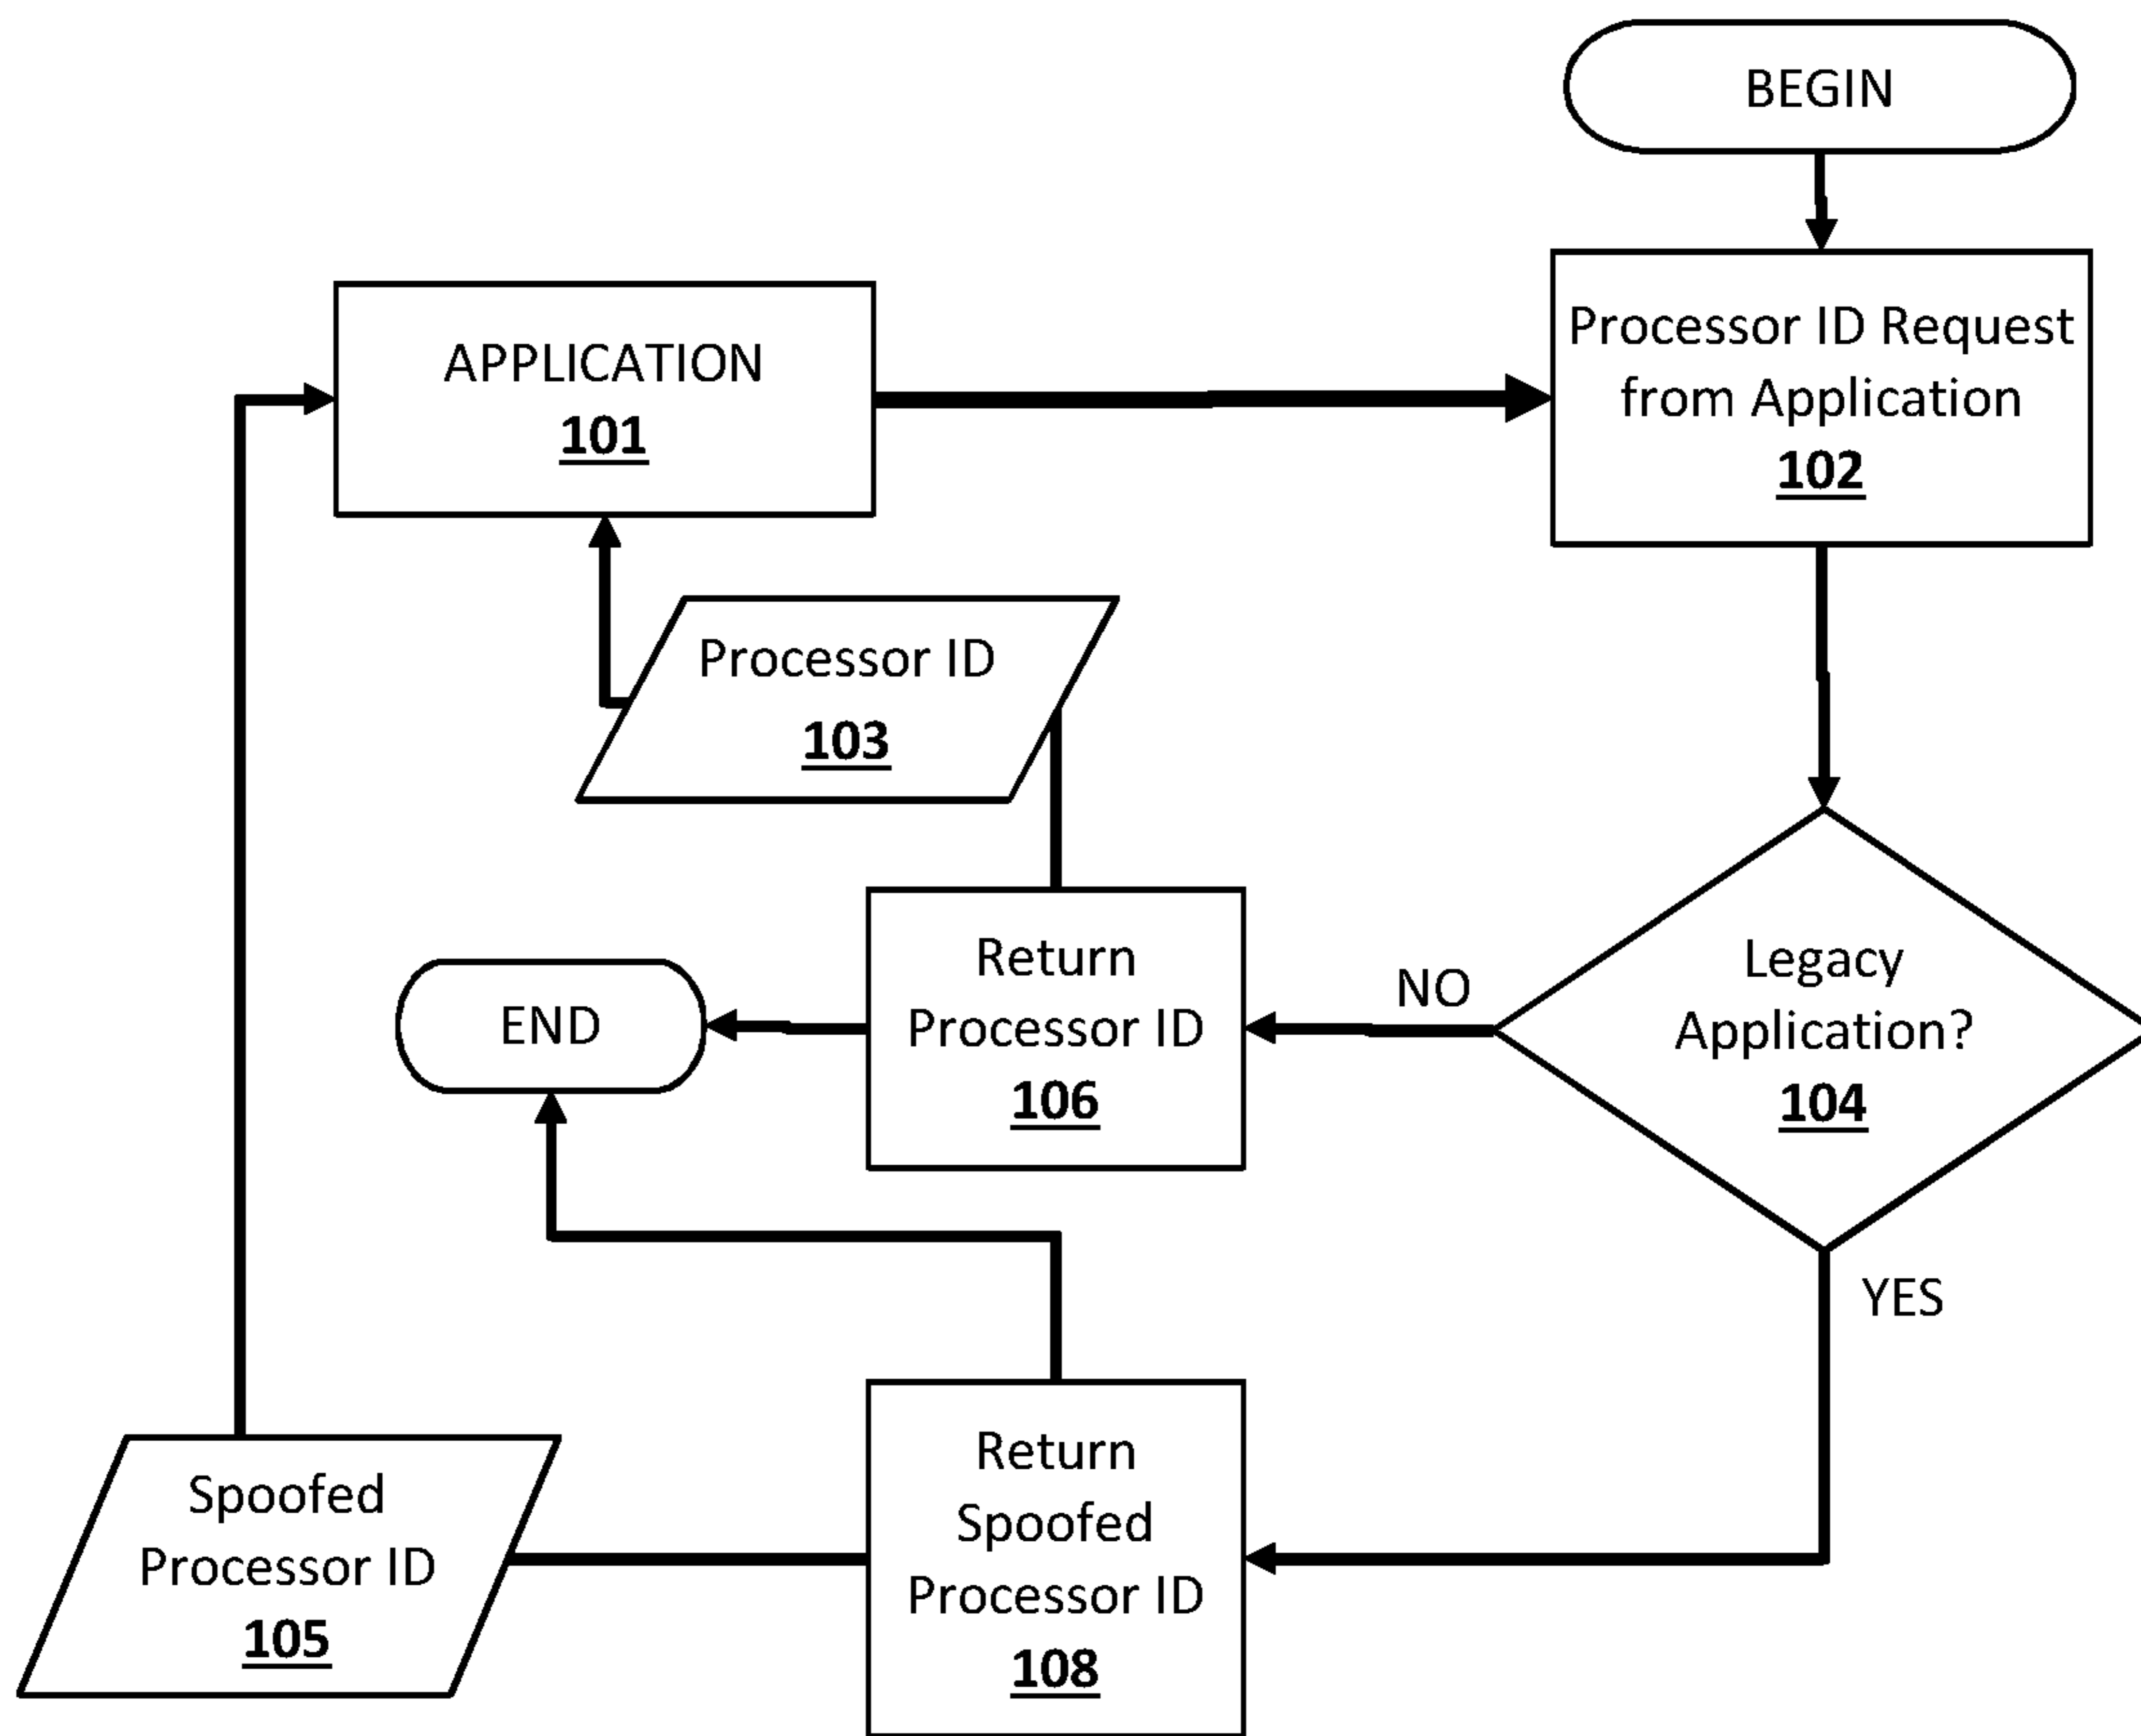 BEGIN
APPLICATION
101
Processor ID Request
from Application
102
Processor ID
103
Legacy
Application?
104
NO
YES
Return
Processor ID
106
END
Return
Spoofed
Processor ID
108
Spoofed
Processor ID
105